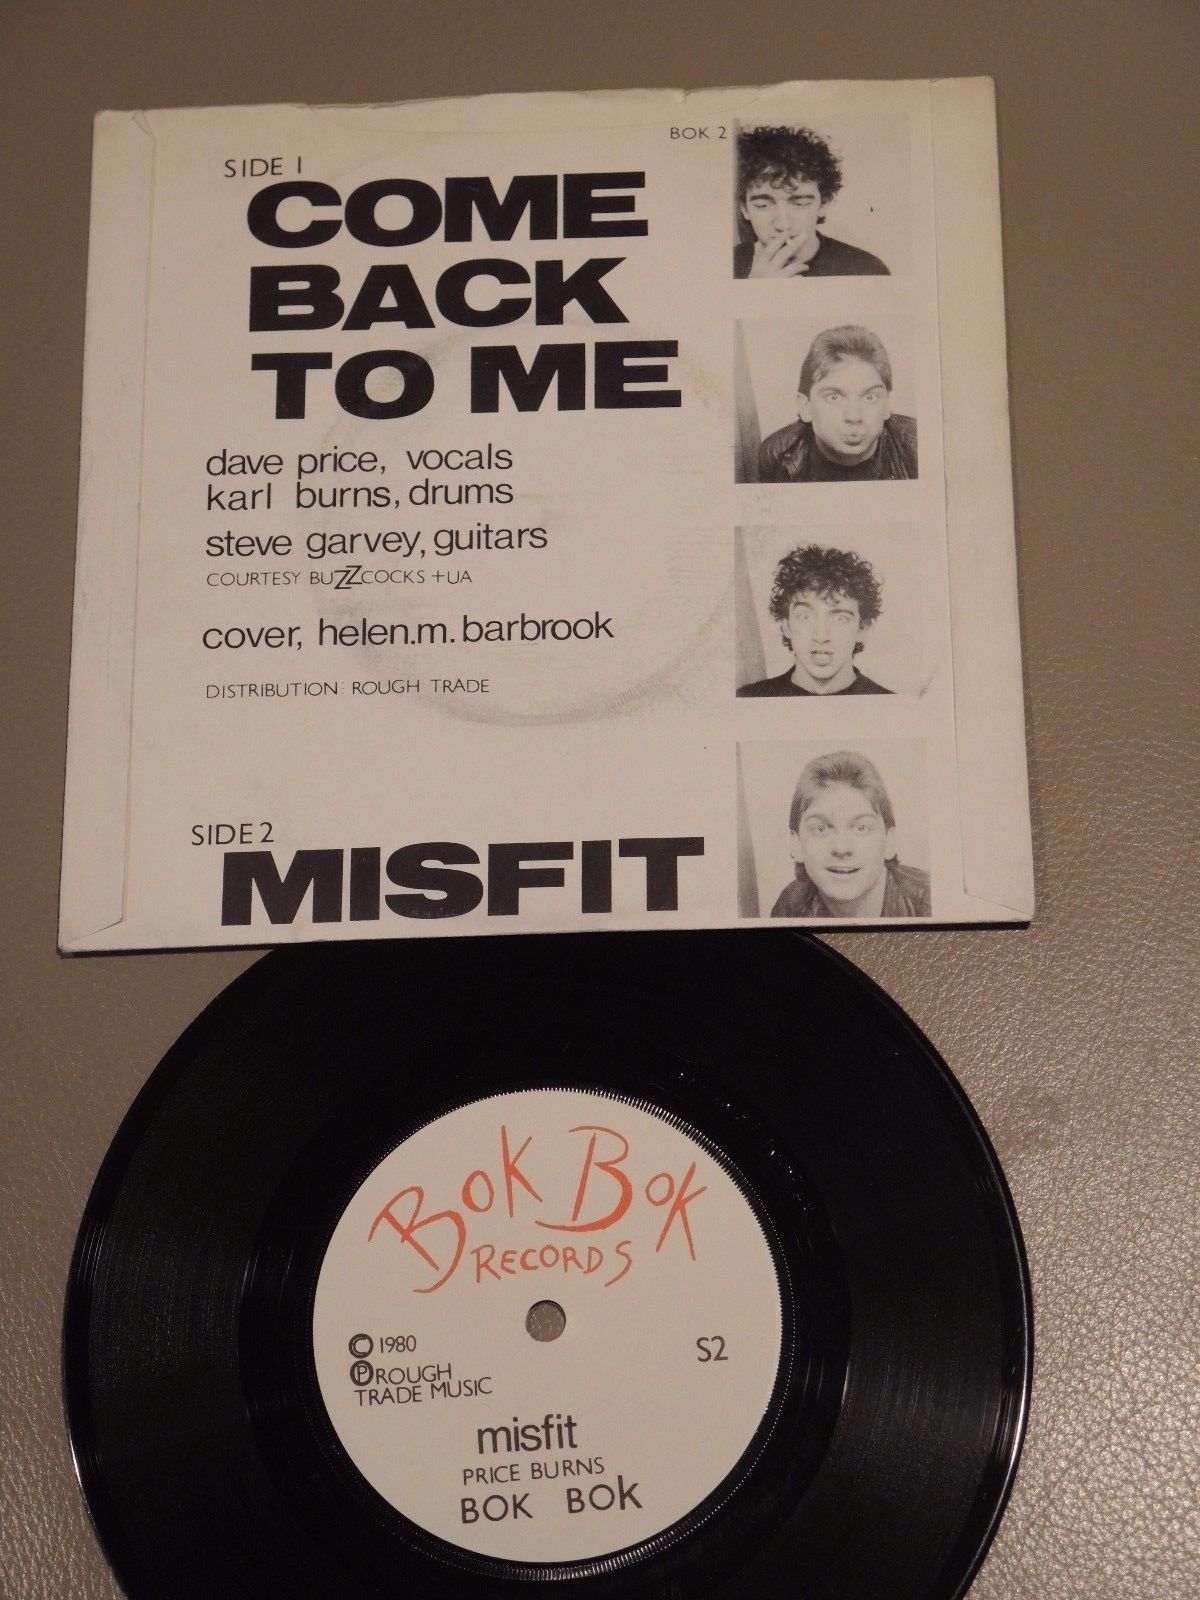 BOK 2
SIDE 1
COME
BACK
TO ME
dave price, vocals
karl burns, drums
steve garvey, guitars
COURTESY BUZZCOCKS + UA
cover, helen.m. barbrook
DISTRIBUTION: ROUGH TRADE
SIDE 2
MISFIT
BOK BOK
RECORDS
© 1980
Ⓟ ROUGH
TRADE MUSIC
S2
misfit
PRICE BURNS
BOK BOk